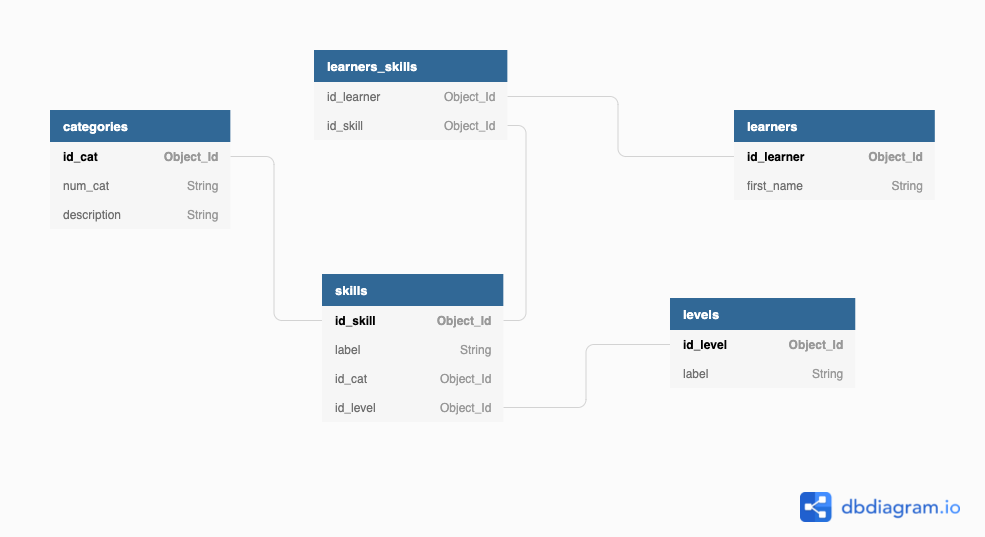 learners_skills
id_learner Object_Id
id_skill Object_Id
categories
id_cat Object_Id
num_cat String
description String
learners
id_learner Object_Id
first_name String
skills
id_skill Object_Id
label String
id_cat Object_Id
id_level Object_Id
levels
id_level Object_Id
label String
dbdiagram.io